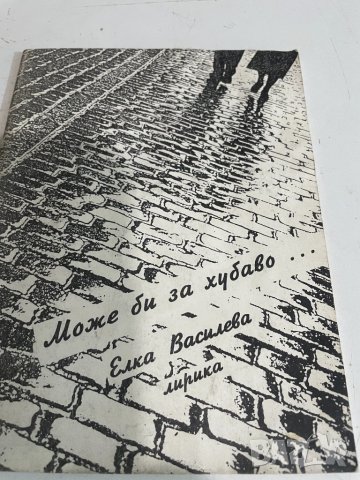 Може би за хубаво ...
Елка Василева
лирика